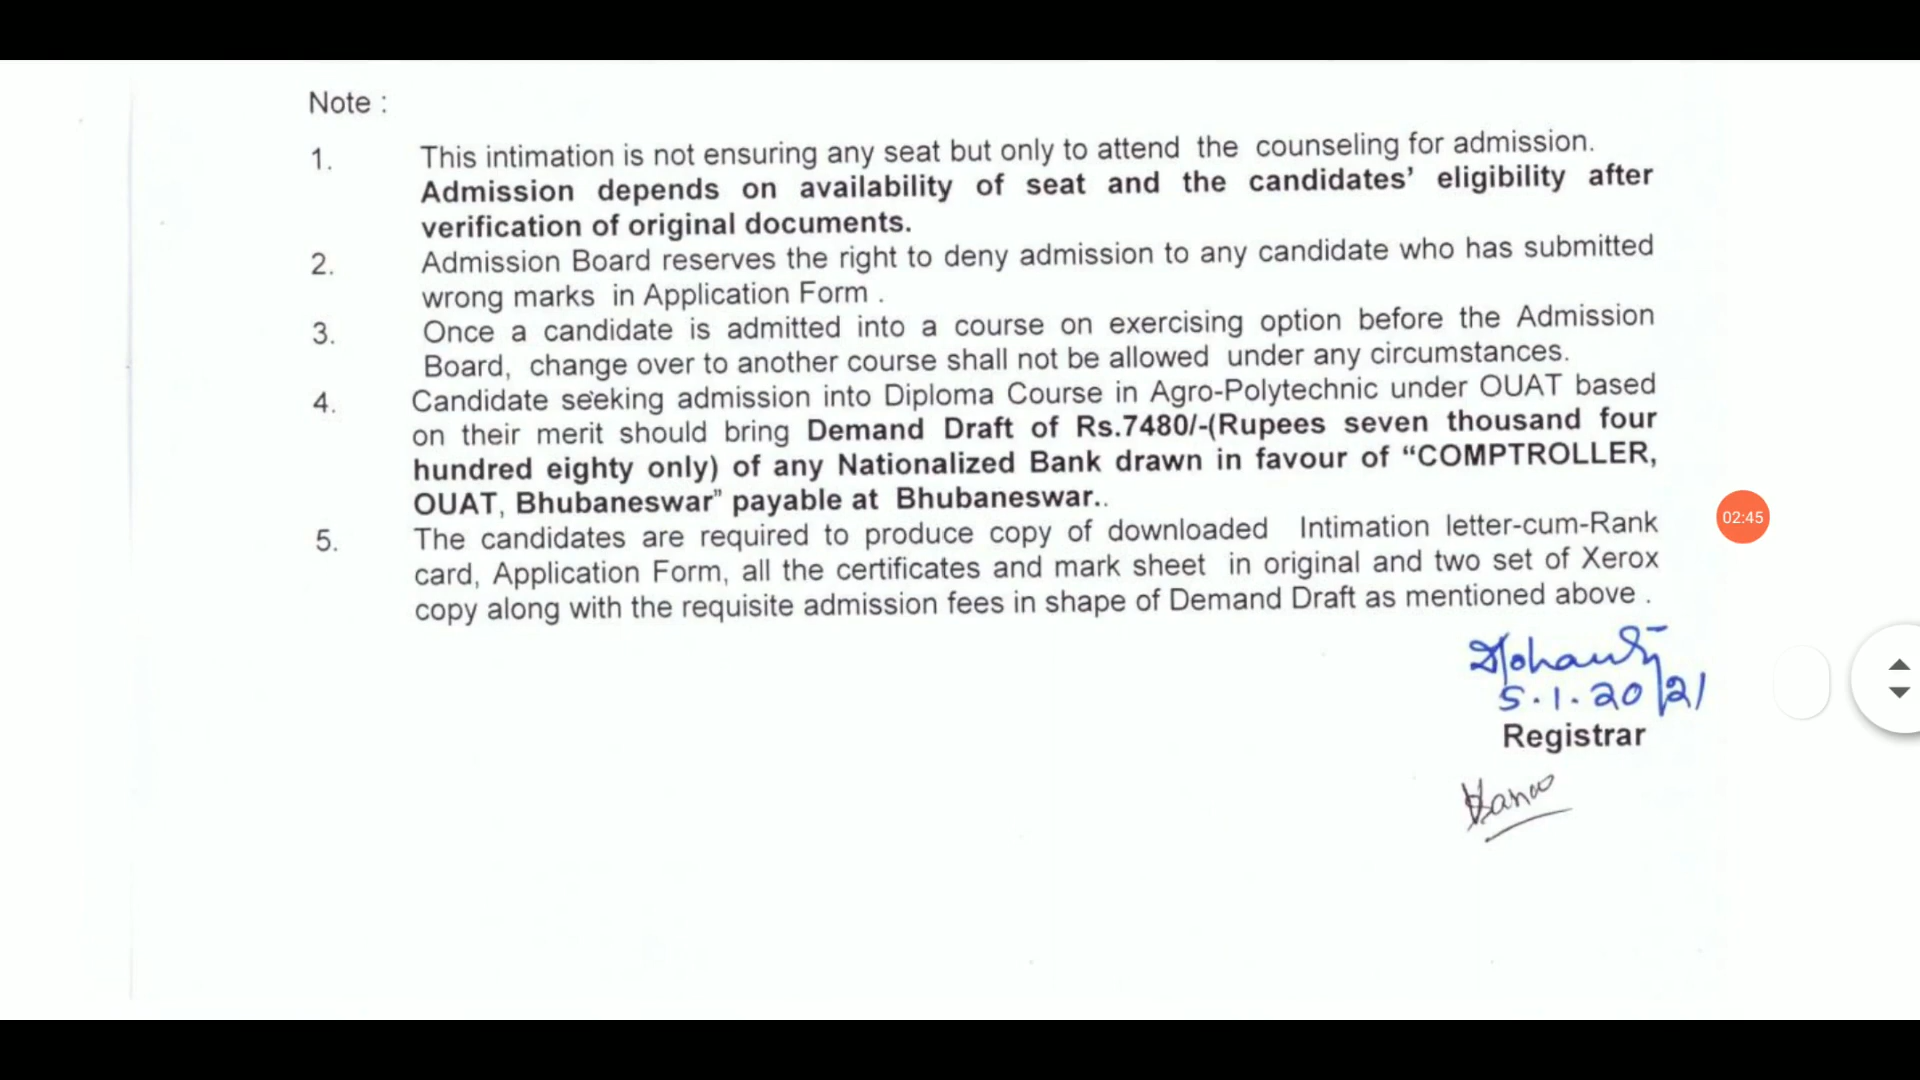 Note :
1. This intimation is not ensuring any seat but only to attend the counseling for admission.
Admission depends on availability of seat and the candidates’ eligibility after
verification of original documents.
2. Admission Board reserves the right to deny admission to any candidate who has submitted
wrong marks in Application Form .
3. Once a candidate is admitted into a course on exercising option before the Admission
Board, change over to another course shall not be allowed under any circumstances.
4. Candidate seeking admission into Diploma Course in Agro-Polytechnic under OUAT based
on their merit should bring Demand Draft of Rs.7480/-(Rupees seven thousand four
hundred eighty only) of any Nationalized Bank drawn in favour of “COMPTROLLER,
OUAT, Bhubaneswar” payable at Bhubaneswar..
02:45
5. The candidates are required to produce copy of downloaded Intimation letter-cum-Rank
card, Application Form, all the certificates and mark sheet in original and two set of Xerox
copy along with the requisite admission fees in shape of Demand Draft as mentioned above .
5.1.20/21
Registrar